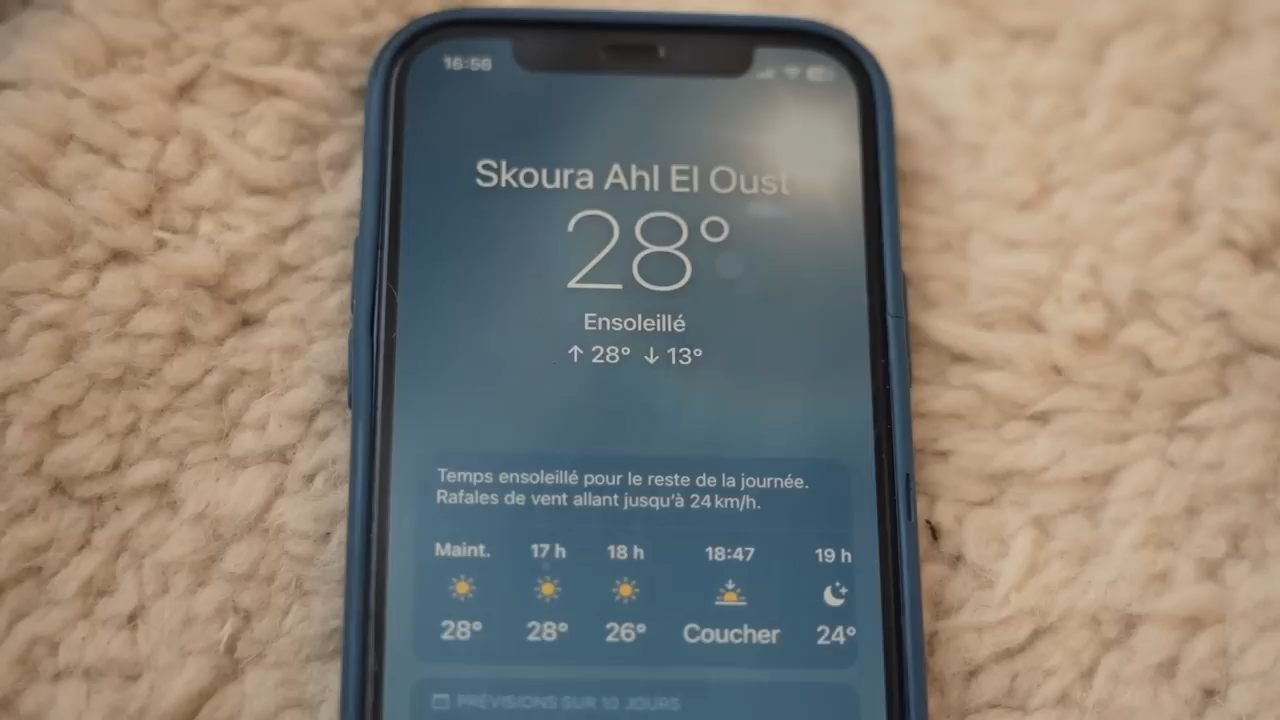 16:56
Skoura Ahl El Oust
28°
Ensoleillé
↑ 28° ↓ 13°
Temps ensoleillé pour le reste de la journée.
Rafales de vent allant jusqu'à 24 km/h.
Maint. 17 h 18 h 18:47 19 h
28° 28° 26° Coucher 24°
PRÉVISIONS SUR 10 JOURS